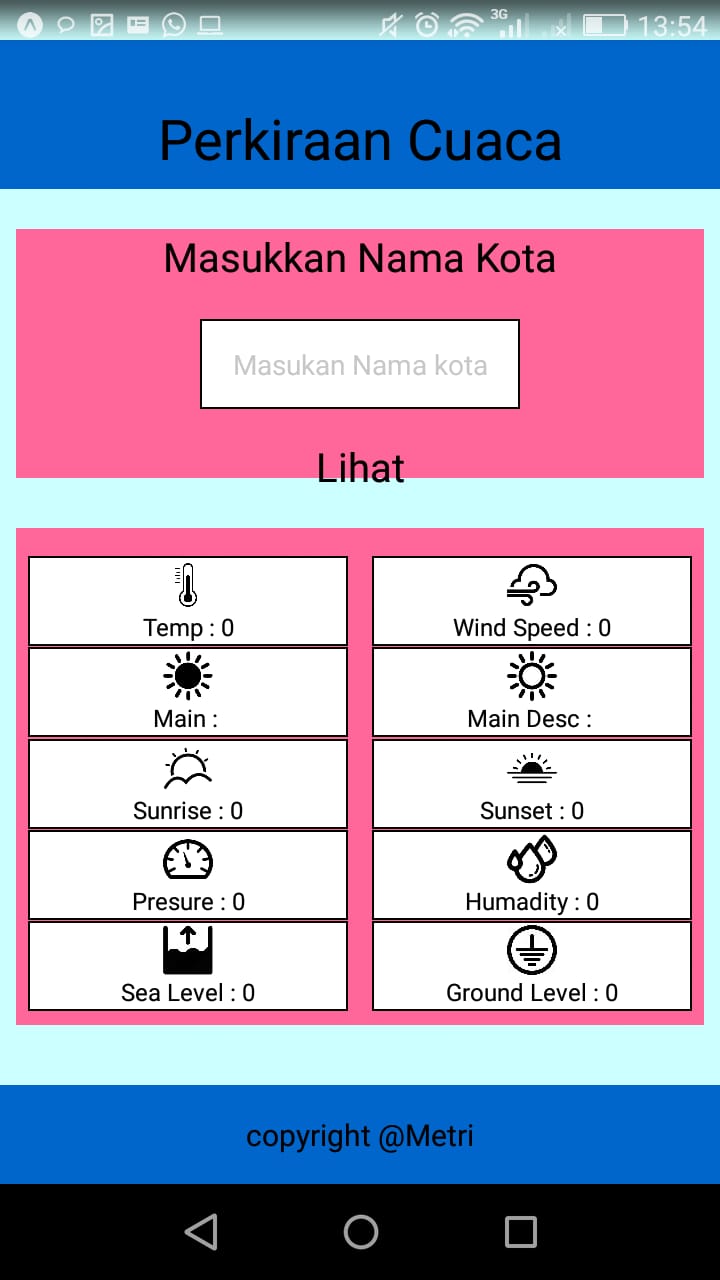 3G 13:54
Perkiraan Cuaca
Masukkan Nama Kota
Masukan Nama kota
Lihat
Temp : 0
Wind Speed : 0
Main :
Main Desc :
Sunrise : 0
Sunset : 0
Presure : 0
Humadity : 0
Sea Level : 0
Ground Level : 0
copyright @Metri